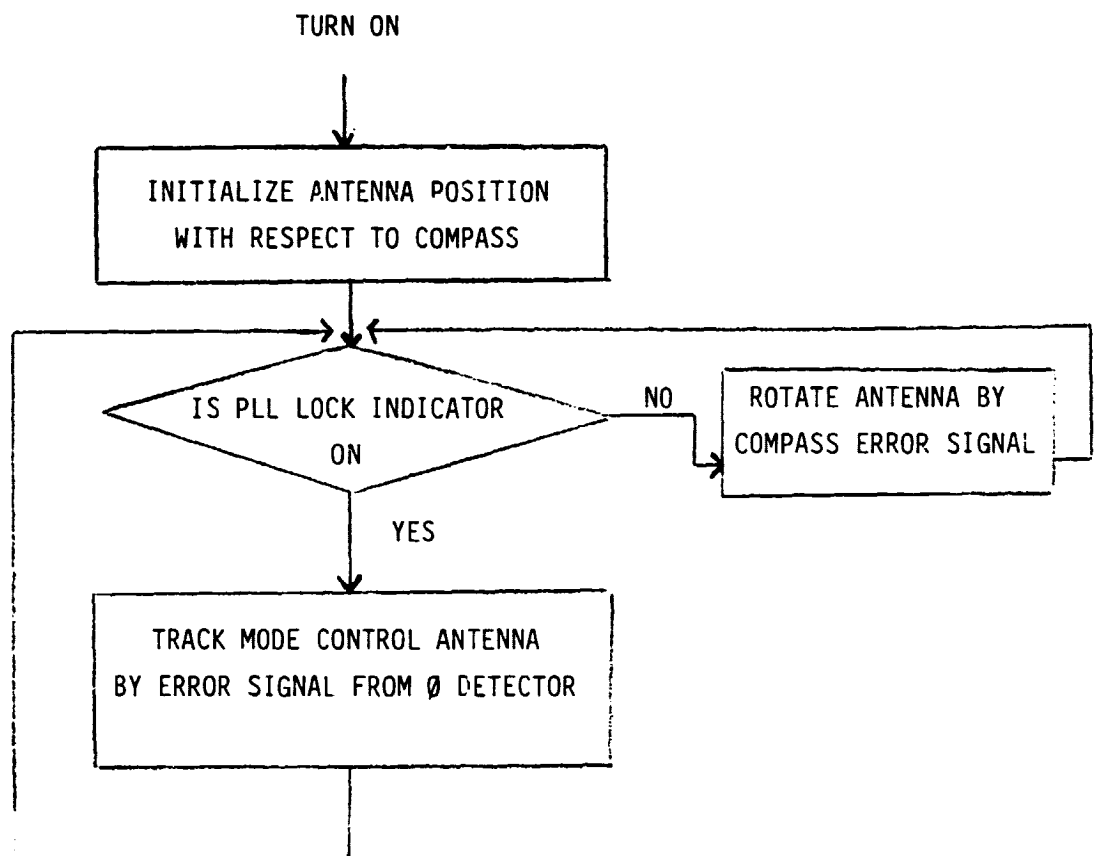 TURN ON
INITIALIZE ANTENNA POSITION
WITH RESPECT TO COMPASS
IS PLL LOCK INDICATOR
ON
NO
ROTATE ANTENNA BY
COMPASS ERROR SIGNAL
YES
TRACK MODE CONTROL ANTENNA
BY ERROR SIGNAL FROM Ø DETECTOR